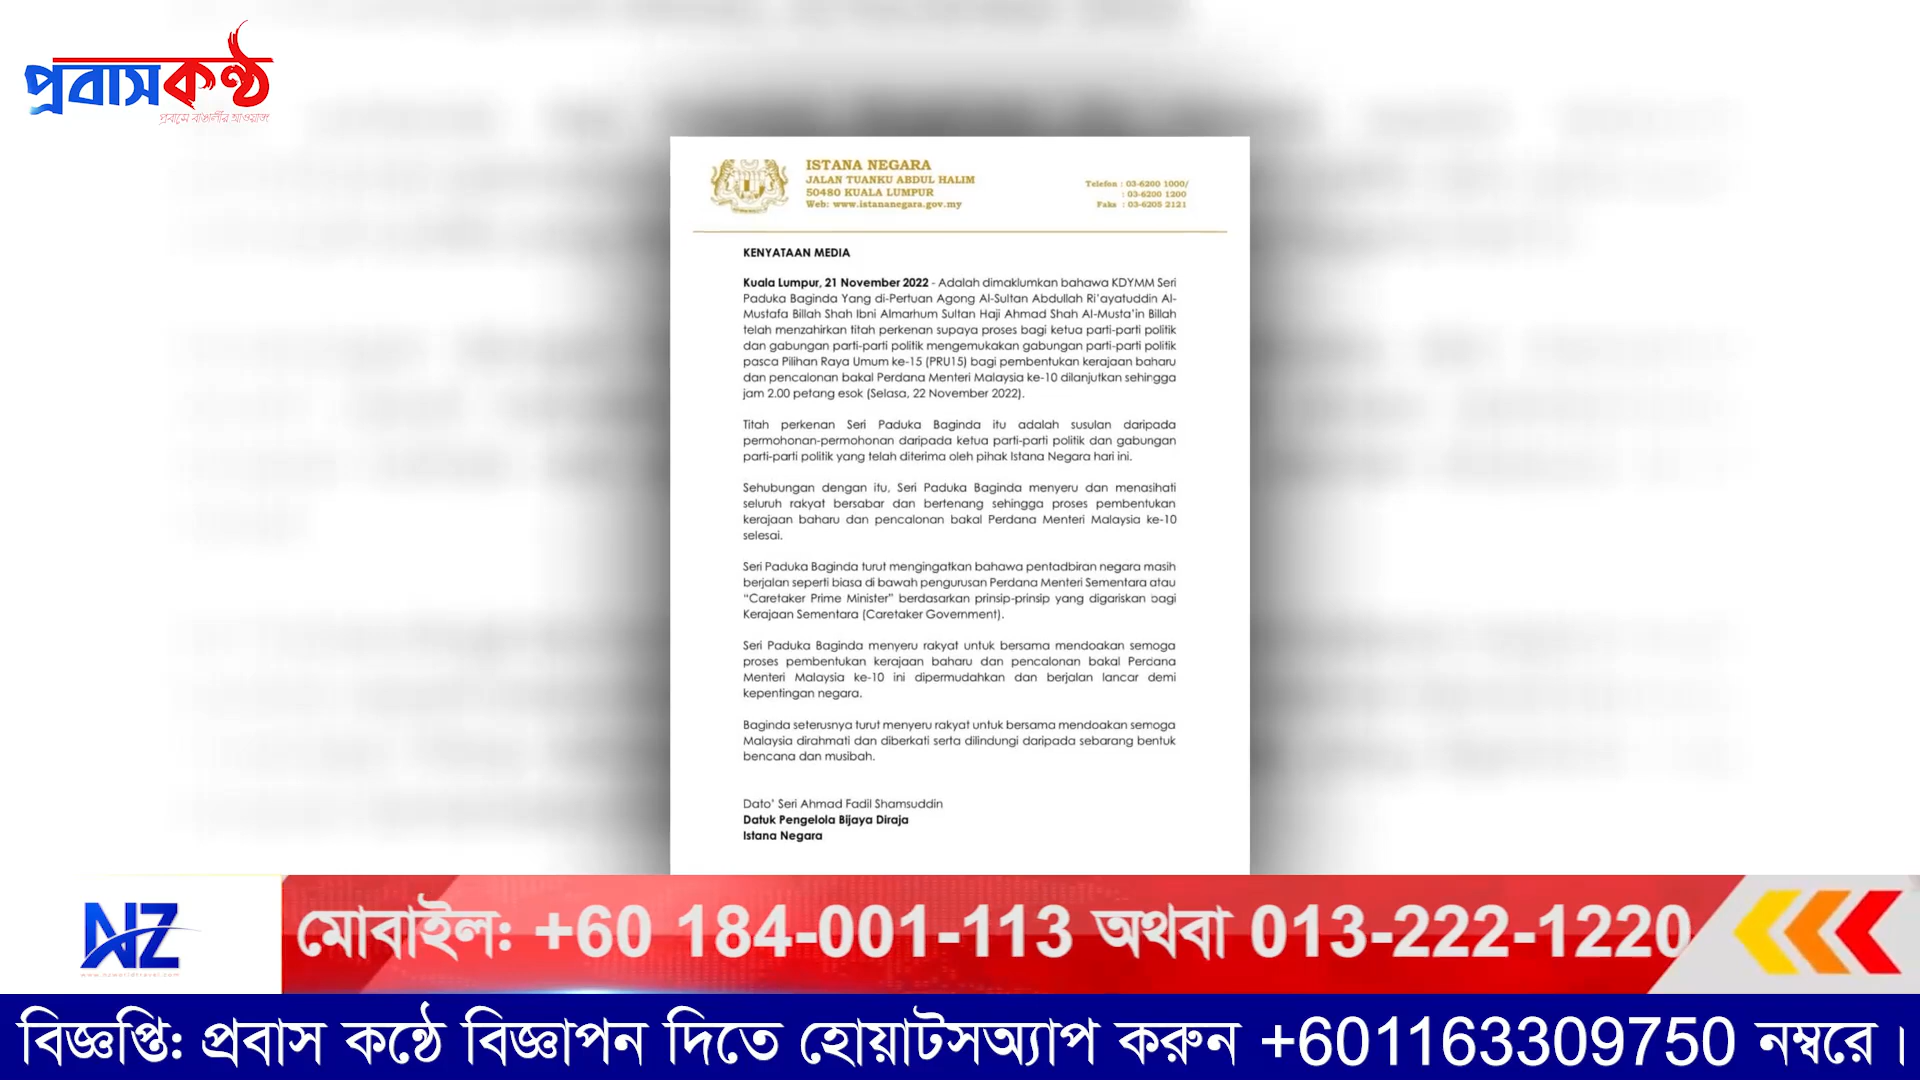 প্রবাসকন্ঠ
প্রবাসে বাঙালীর আওয়াজ
ISTANA NEGARA
JALAN TUANKU ABDUL HALIM
50480 KUALA LUMPUR
Web: www.istananegara.gov.my
Telefon : 03-6200 1000/
: 03-6200 1200
Faks : 03-6205 2121
KENYATAAN MEDIA
Kuala Lumpur, 21 November 2022 - Adalah dimaklumkan bahawa KDYMM Seri
Paduka Baginda Yang di-Pertuan Agong Al-Sultan Abdullah Ri'ayatuddin Al-
Mustafa Billah Shah Ibni Almarhum Sultan Haji Ahmad Shah Al-Musta'in Billah
telah menzahirkan titah perkenan supaya proses bagi ketua parti-parti politik
dan gabungan parti-parti politik mengemukakan gabungan parti-parti politik
pasca Pilihan Raya Umum ke-15 (PRU15) bagi pembentukan kerajaan baharu
dan pencalonan bakal Perdana Menteri Malaysia ke-10 dilanjutkan sehingga
jam 2.00 petang esok (Selasa, 22 November 2022).
Titah perkenan Seri Paduka Baginda itu adalah susulan daripada
permohonan-permohonan daripada ketua parti-parti politik dan gabungan
parti-parti politik yang telah diterima oleh pihak Istana Negara hari ini.
Sehubungan dengan itu, Seri Paduka Baginda menyeru dan menasihati
seluruh rakyat bersabar dan bertenang sehingga proses pembentukan
kerajaan baharu dan pencalonan bakal Perdana Menteri Malaysia ke-10
selesai.
Seri Paduka Baginda turut mengingatkan bahawa pentadbiran negara masih
berjalan seperti biasa di bawah pengurusan Perdana Menteri Sementara atau
"Caretaker Prime Minister" berdasarkan prinsip-prinsip yang digariskan bagi
Kerajaan Sementara (Caretaker Government).
Seri Paduka Baginda menyeru rakyat untuk bersama mendoakan semoga
proses pembentukan kerajaan baharu dan pencalonan bakal Perdana
Menteri Malaysia ke-10 ini dipermudahkan dan berjalan lancar demi
kepentingan negara.
Baginda seterusnya turut menyeru rakyat untuk bersama mendoakan semoga
Malaysia dirahmati dan diberkati serta dilindungi daripada sebarang bentuk
bencana dan musibah.
Dato' Seri Ahmad Fadil Shamsuddin
Datuk Pengelola Bijaya Diraja
Istana Negara
NZ
www.nzworldtravel.com
মোবাইল: +60 184-001-113 অথবা 013-222-1220
বিজ্ঞপ্তি: প্রবাস কন্ঠে বিজ্ঞাপন দিতে হোয়াটসঅ্যাপ করুন +601163309750 নম্বরে।